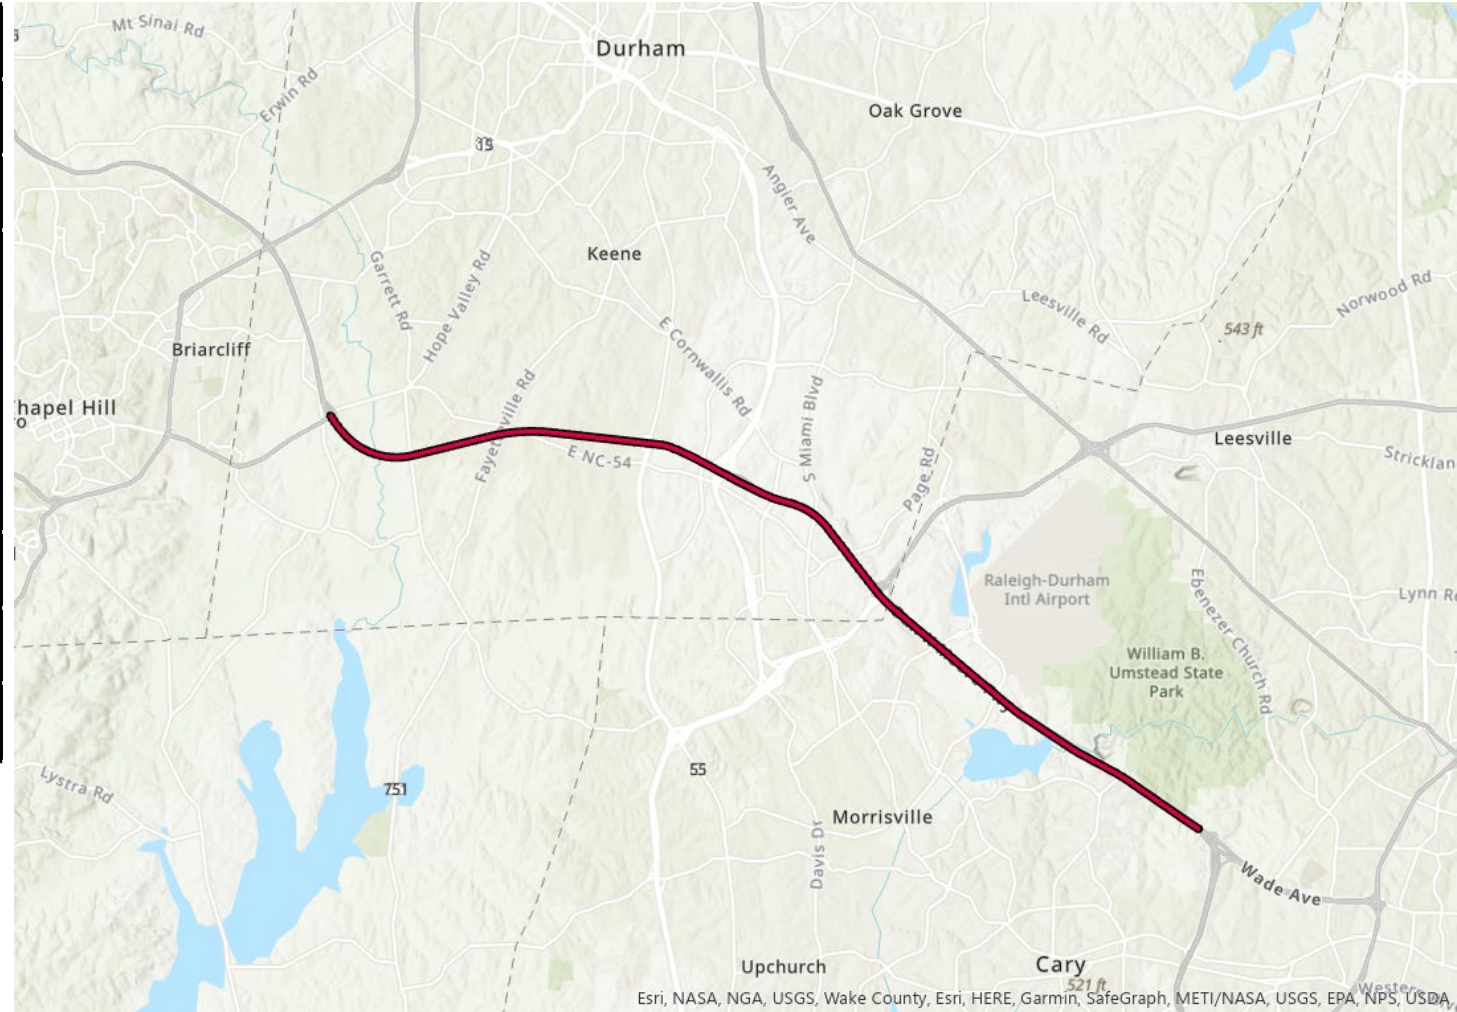 Mt Sinai Rd
Durham
Erwin Rd
Oak Grove
15
Angier Ave
Keene
Garrett Rd
Hope Valley Rd
Leesville Rd
Norwood Rd
543 ft
E Cornwallis Rd
Briarcliff
Fayetteville Rd
S Miami Blvd
hapel Hill
Leesville
E NC-54
Page Rd
Stricklan
Raleigh-Durham
Intl Airport
Ebenezer Church Rd
Lynn R
William B.
Umstead State
Park
55
Lystra Rd
751
Morrisville
Davis Dr
Wade Ave
Upchurch
Cary
521 ft
Western
Esri, NASA, NGA, USGS, Wake County, Esri, HERE, Garmin, SafeGraph, METI/NASA, USGS, EPA, NPS, USDA